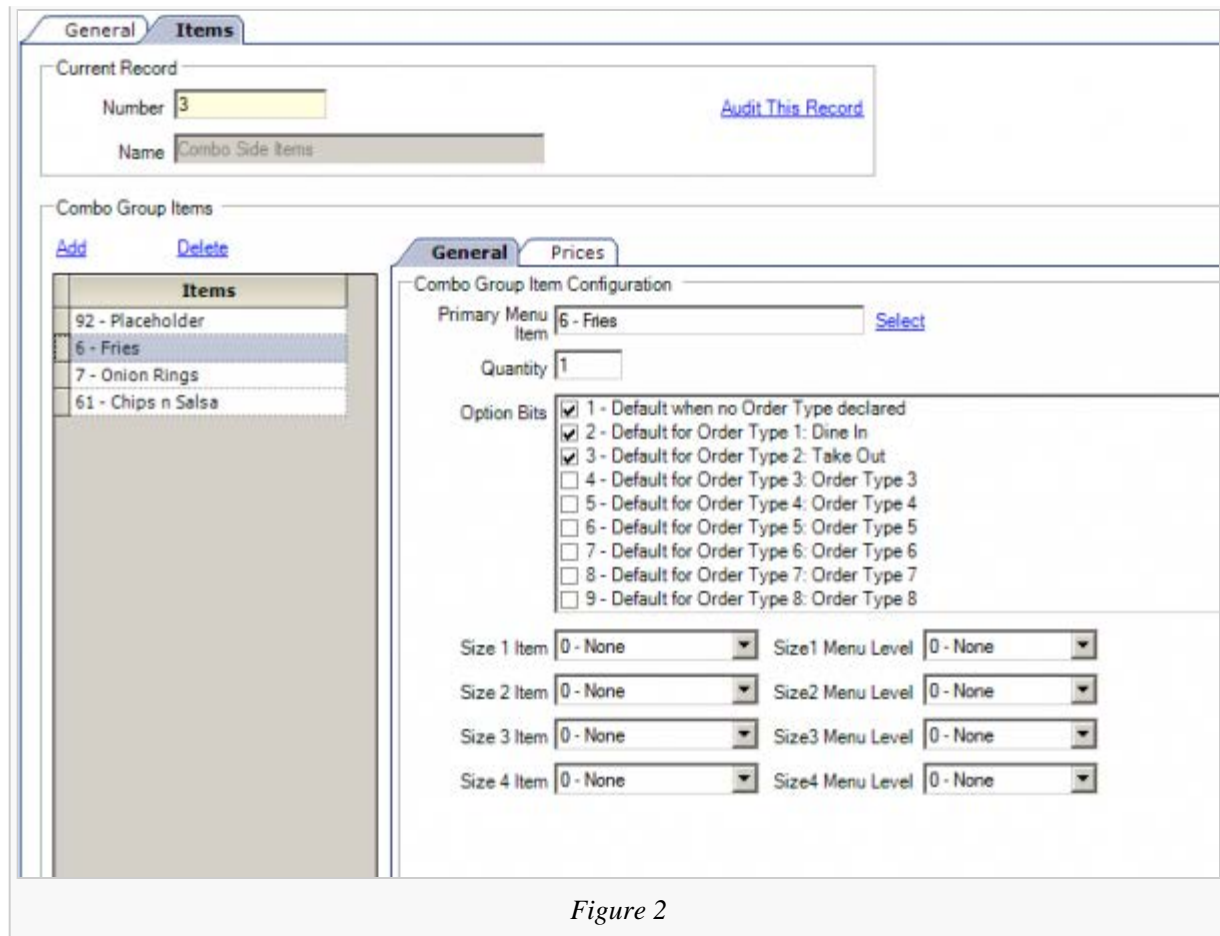 General Items
Current Record
Number 3
Audit This Record
Name Combo Side Items
Combo Group Items
Add Delete
Items
92 - Placeholder
6 - Fries
7 - Onion Rings
61 - Chips n Salsa
General Prices
Combo Group Item Configuration
Primary Menu
Item 6 - Fries Select
Quantity 1
Option Bits 1 - Default when no Order Type declared
2 - Default for Order Type 1: Dine In
3 - Default for Order Type 2: Take Out
4 - Default for Order Type 3: Order Type 3
5 - Default for Order Type 4: Order Type 4
6 - Default for Order Type 5: Order Type 5
7 - Default for Order Type 6: Order Type 6
8 - Default for Order Type 7: Order Type 7
9 - Default for Order Type 8: Order Type 8
Size 1 Item 0 - None Size1 Menu Level 0 - None
Size 2 Item 0 - None Size2 Menu Level 0 - None
Size 3 Item 0 - None Size3 Menu Level 0 - None
Size 4 Item 0 - None Size4 Menu Level 0 - None
Figure 2